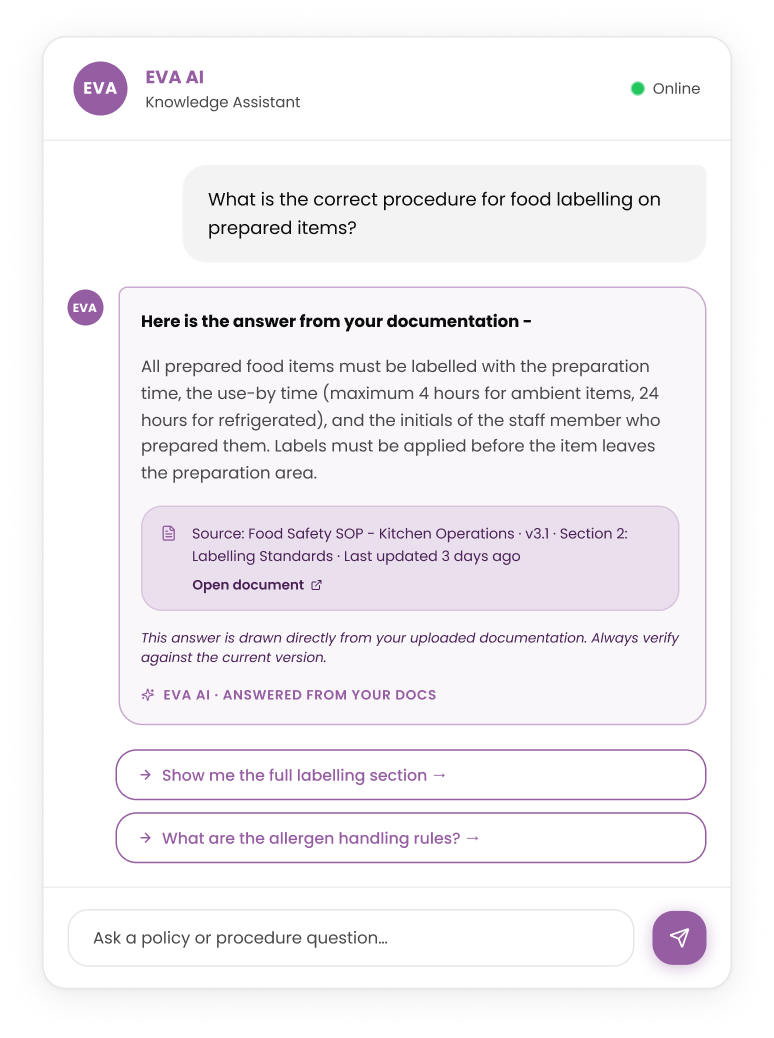 EVA
EVA AI
Knowledge Assistant
Online
What is the correct procedure for food labelling on
prepared items?
EVA
Here is the answer from your documentation -
All prepared food items must be labelled with the preparation
time, the use-by time (maximum 4 hours for ambient items, 24
hours for refrigerated), and the initials of the staff member who
prepared them. Labels must be applied before the item leaves
the preparation area.
Source: Food Safety SOP - Kitchen Operations · v3.1 · Section 2:
Labelling Standards · Last updated 3 days ago
Open document
This answer is drawn directly from your uploaded documentation. Always verify
against the current version.
EVA AI · ANSWERED FROM YOUR DOCS
→ Show me the full labelling section →
→ What are the allergen handling rules? →
Ask a policy or procedure question...